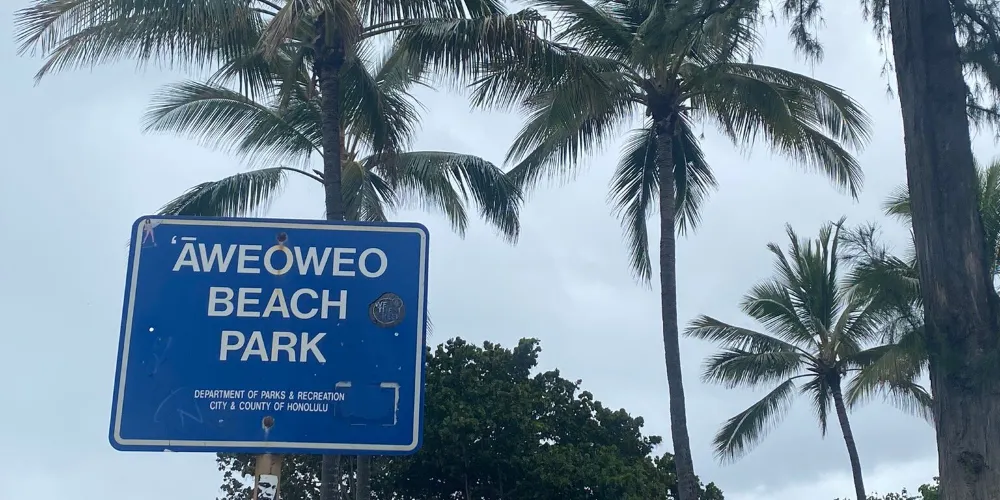 ʻĀWEOWEO
BEACH
PARK
DEPARTMENT OF PARKS & RECREATION
CITY & COUNTY OF HONOLULU